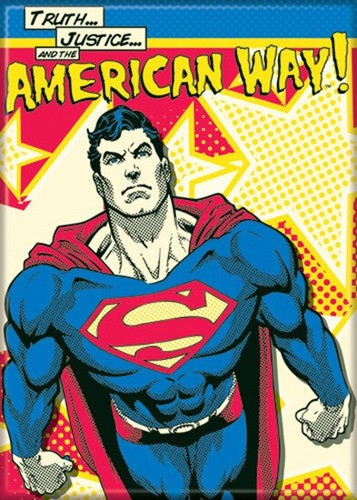 TRUTH...
JUSTICE...
AND THE
AMERICAN WAY!
S